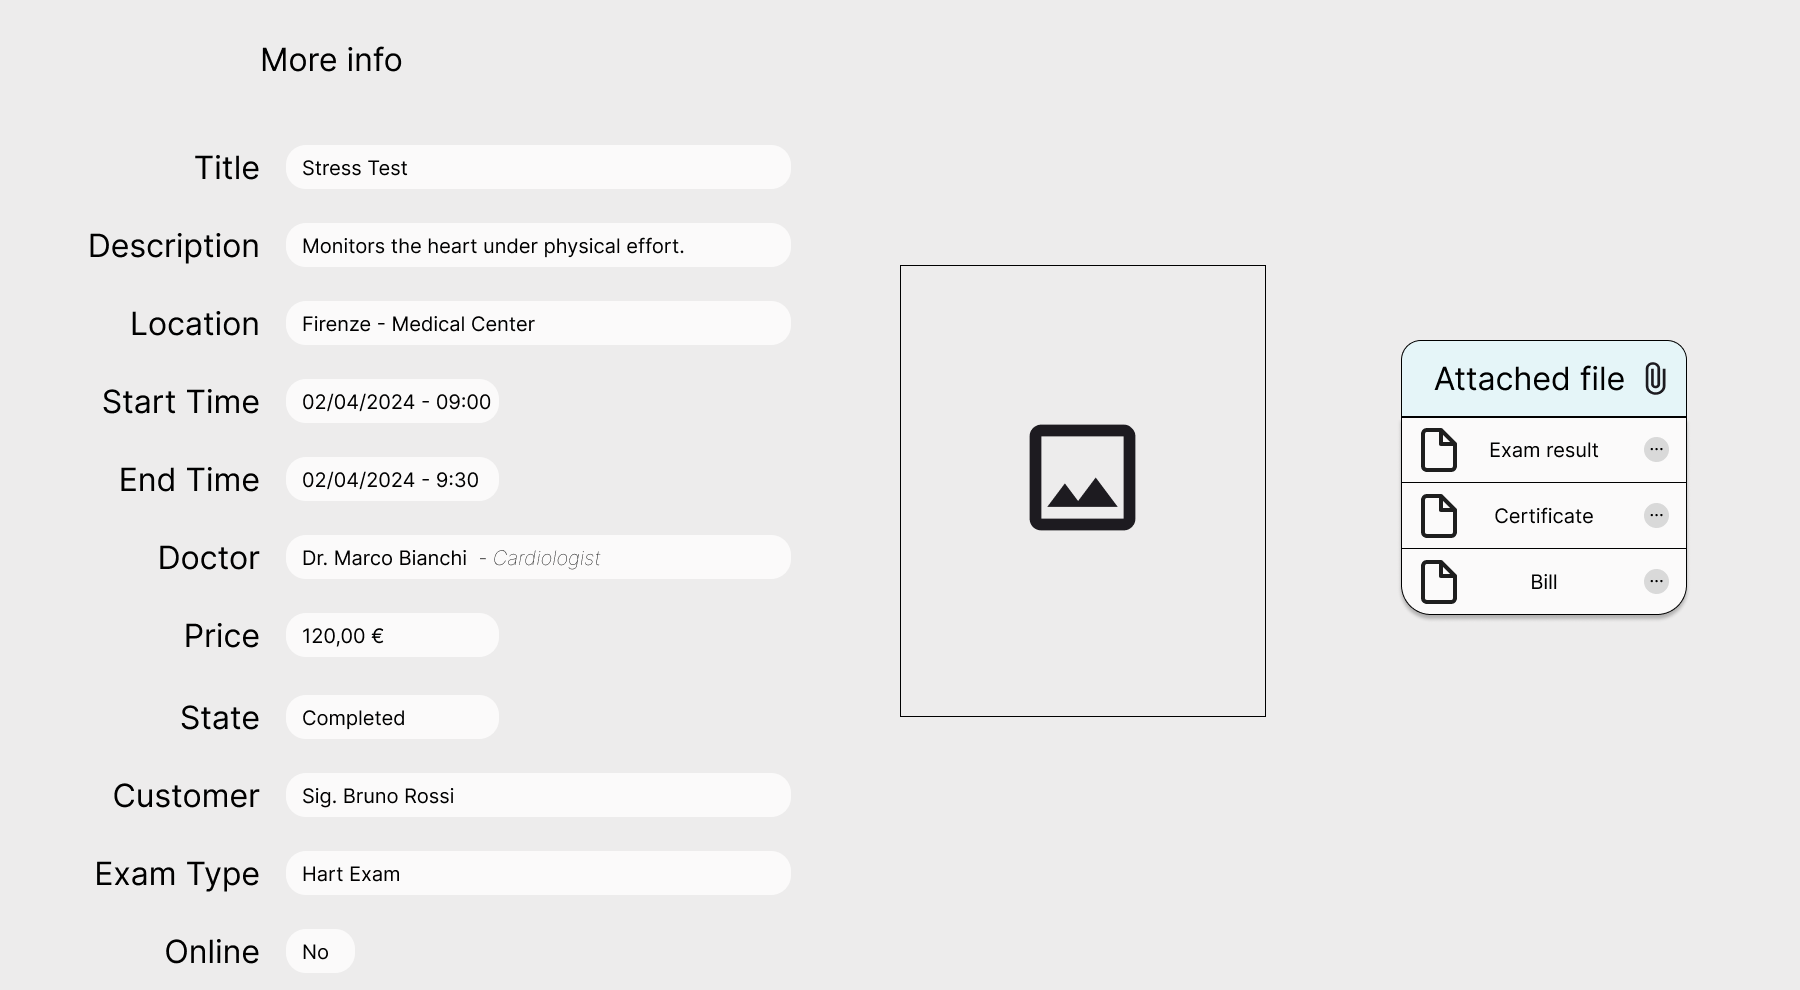 More info
Title
Stress Test
Description
Monitors the heart under physical effort.
Location
Firenze - Medical Center
Start Time
02/04/2024 - 09:00
End Time
02/04/2024 - 9:30
Doctor
Dr. Marco Bianchi - Cardiologist
Price
120,00 €
State
Completed
Customer
Sig. Bruno Rossi
Exam Type
Hart Exam
Online
No
Attached file
Exam result
Certificate
Bill